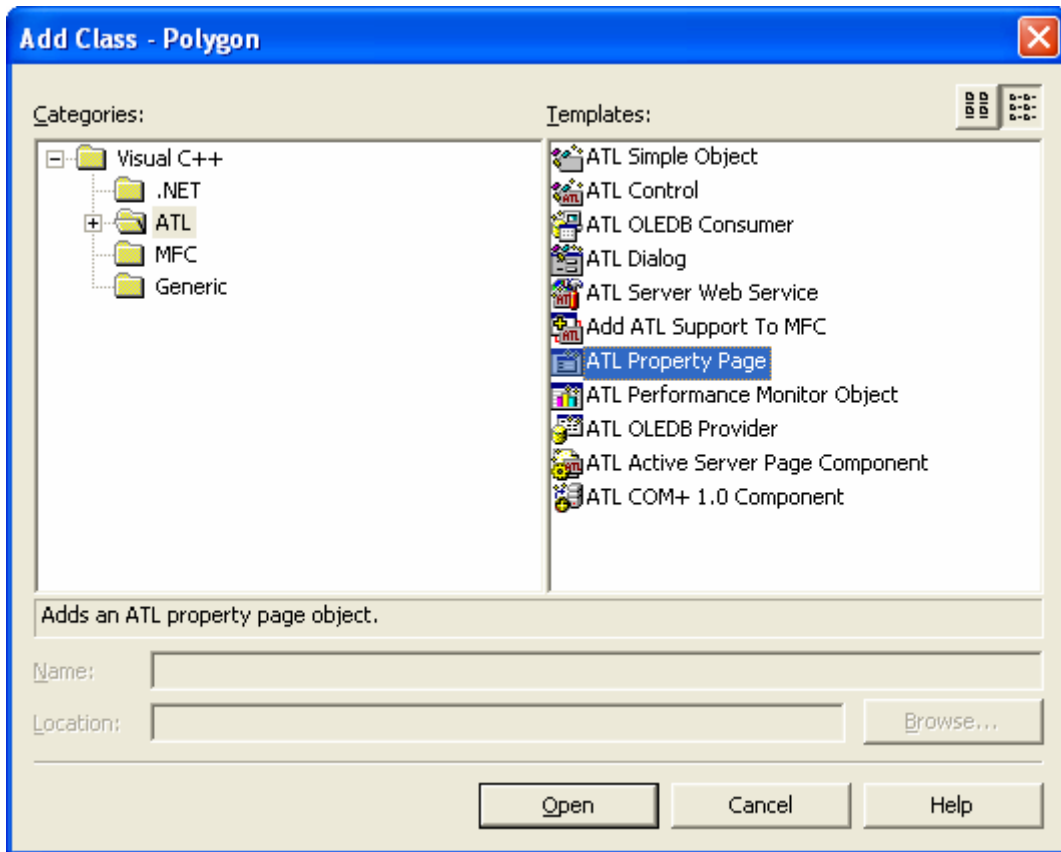 Add Class - Polygon
Categories:
Templates:
Visual C++
.NET
ATL
MFC
Generic
ATL Simple Object
ATL Control
ATL OLEDB Consumer
ATL Dialog
ATL Server Web Service
Add ATL Support To MFC
ATL Property Page
ATL Performance Monitor Object
ATL OLEDB Provider
ATL Active Server Page Component
ATL COM+ 1.0 Component
Adds an ATL property page object.
Name:
Location:
Browse...
Open
Cancel
Help